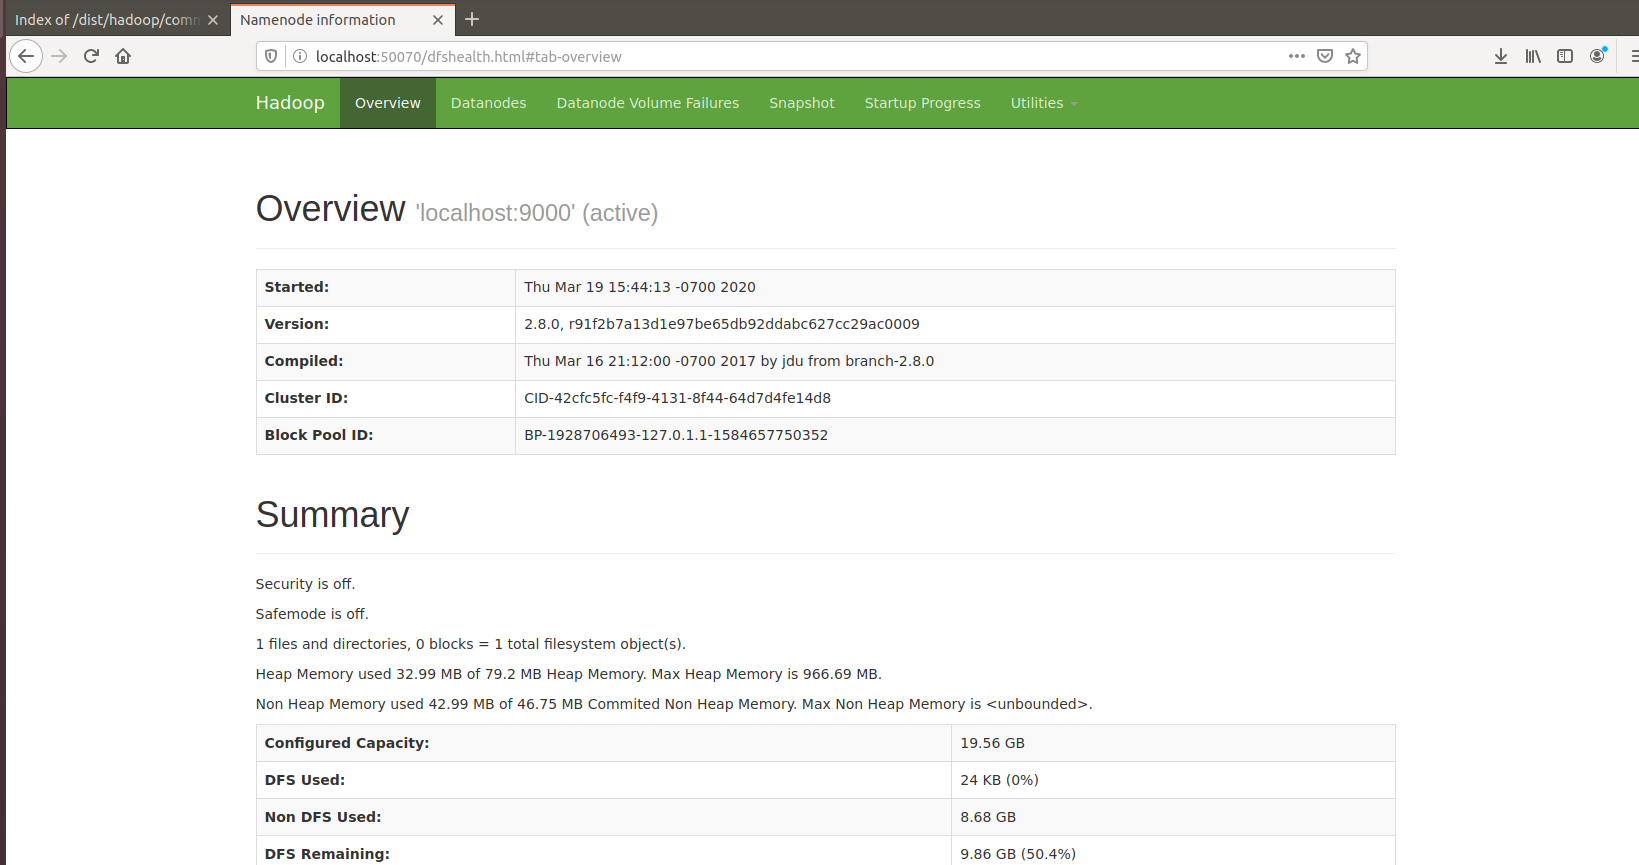 Index of /dist/hadoop/comm
Namenode information
localhost:50070/dfshealth.html#tab-overview
Hadoop Overview Datanodes Datanode Volume Failures Snapshot Startup Progress Utilities
Overview 'localhost:9000' (active)
Started: Thu Mar 19 15:44:13 -0700 2020
Version: 2.8.0, r91f2b7a13d1e97be65db92ddabc627cc29ac0009
Compiled: Thu Mar 16 21:12:00 -0700 2017 by jdu from branch-2.8.0
Cluster ID: CID-42cfc5fc-f4f9-4131-8f44-64d7d4fe14d8
Block Pool ID: BP-1928706493-127.0.1.1-1584657750352
Summary
Security is off.
Safemode is off.
1 files and directories, 0 blocks = 1 total filesystem object(s).
Heap Memory used 32.99 MB of 79.2 MB Heap Memory. Max Heap Memory is 966.69 MB.
Non Heap Memory used 42.99 MB of 46.75 MB Commited Non Heap Memory. Max Non Heap Memory is <unbounded>.
Configured Capacity: 19.56 GB
DFS Used: 24 KB (0%)
Non DFS Used: 8.68 GB
DFS Remaining: 9.86 GB (50.4%)